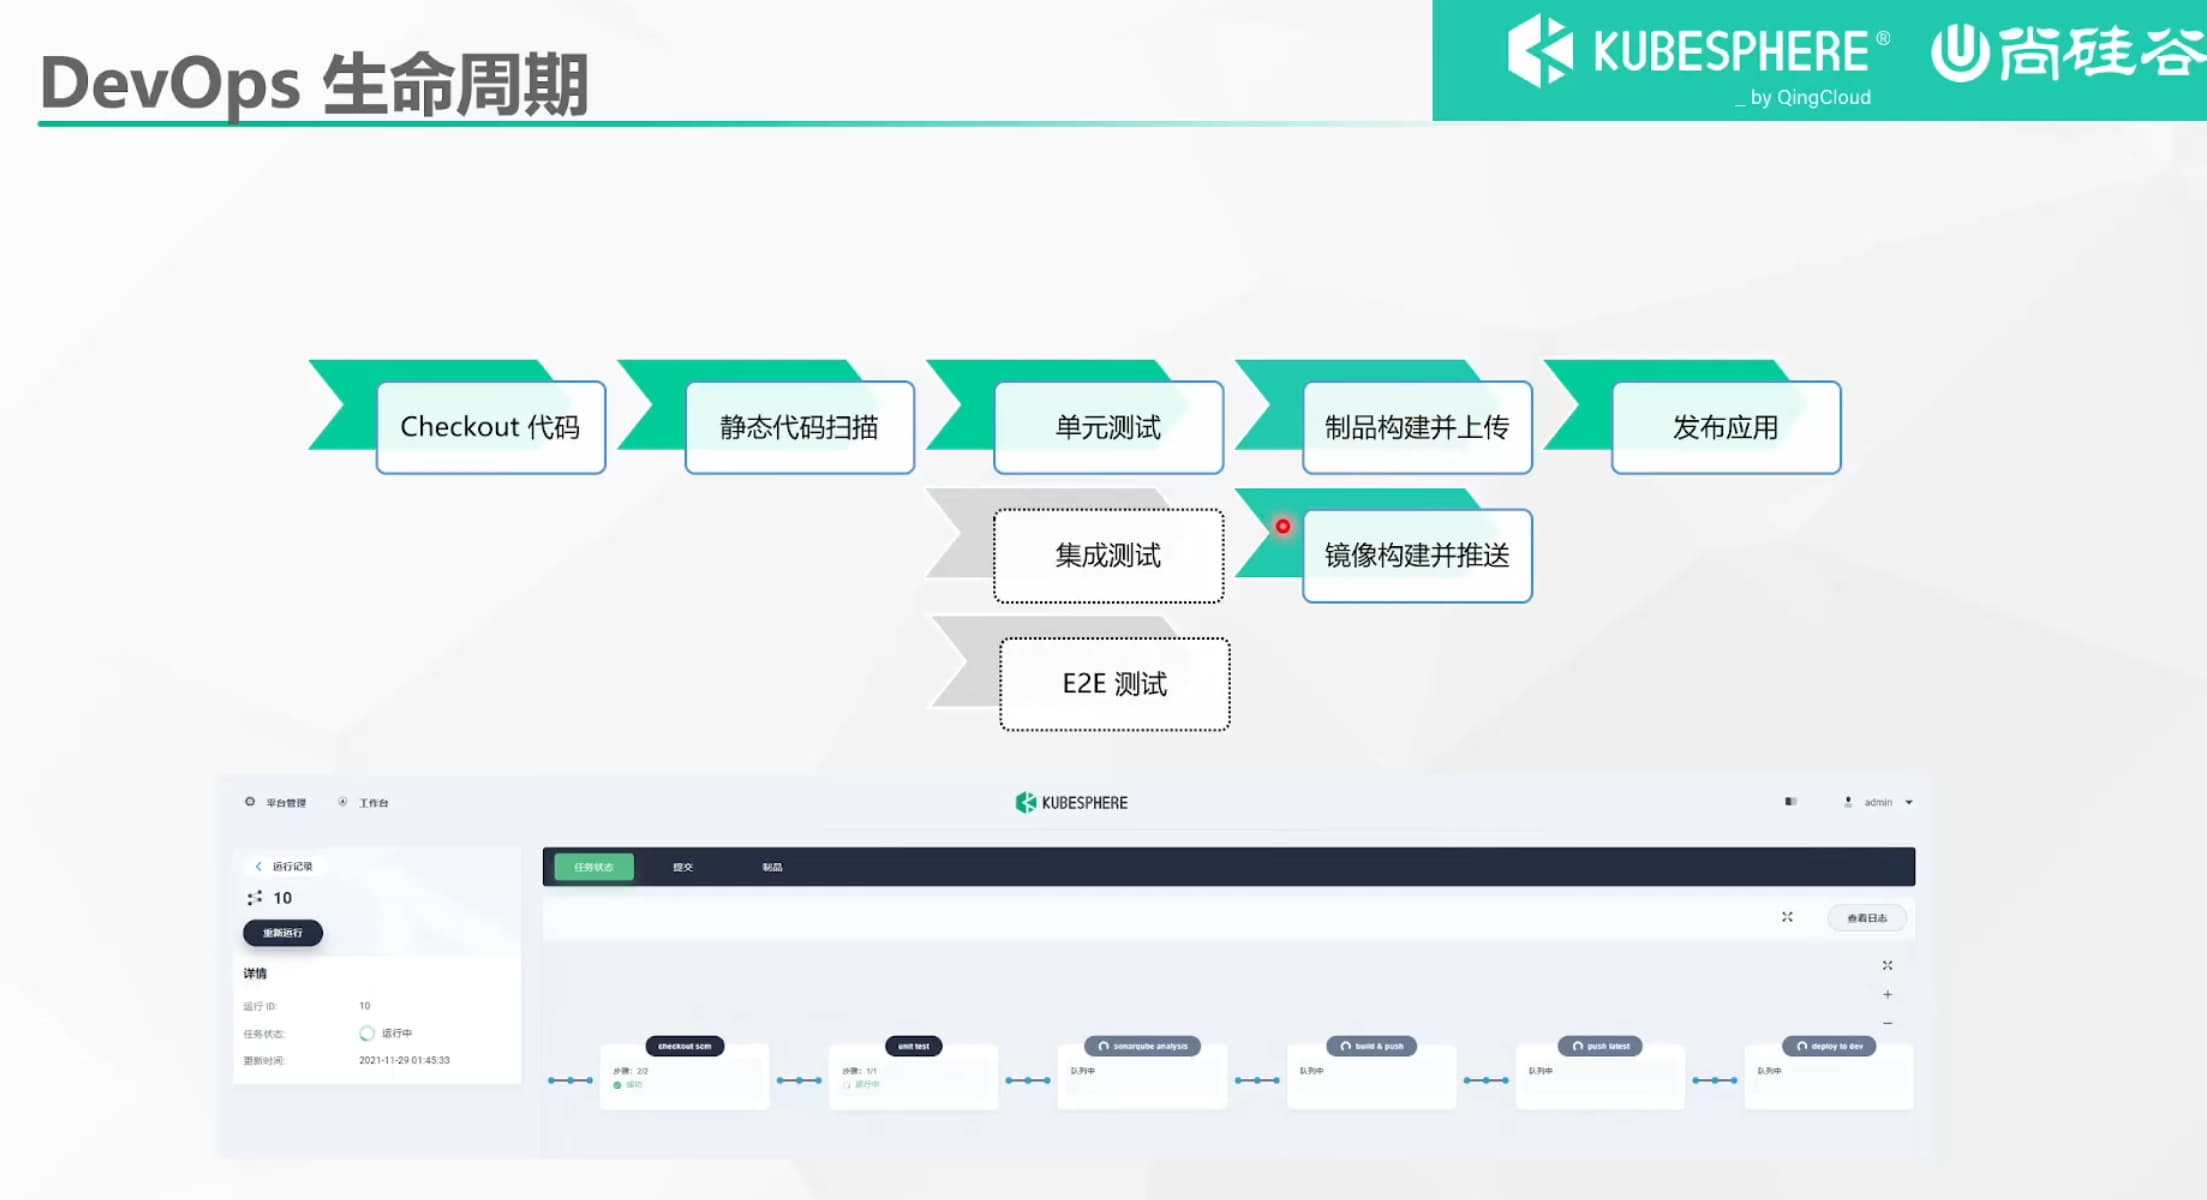 DevOps 生命周期
KUBESPHERE®
_ by QingCloud
尚硅谷
Checkout 代码
静态代码扫描
单元测试
制品构建并上传
发布应用
集成测试
镜像构建并推送
E2E 测试
平台管理
工作台
KUBESPHERE
admin
运行记录
10
重新运行
详情
运行 ID: 10
任务状态: 运行中
更新时间: 2021-11-29 01:45:33
任务状态
提交
制品
查看日志
checkout scm
步骤: 2/2
成功
unit test
步骤: 1/1
运行中
sonarqube analysis
队列中
build & push
队列中
push latest
队列中
deploy to dev
队列中